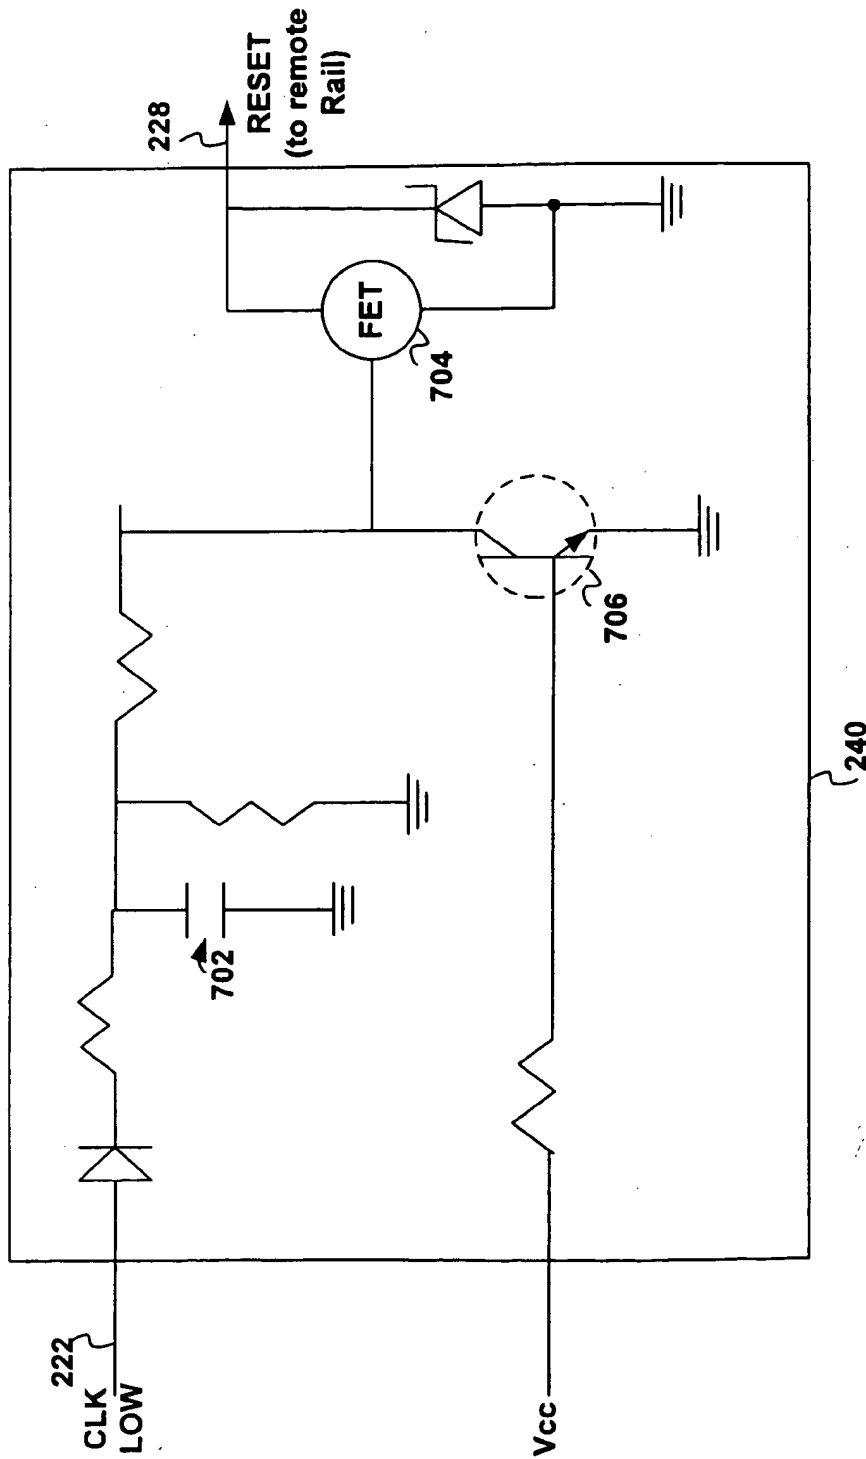 CLK
LOW
222
Vcc
702
240
706
704
FET
228
RESET
(to remote
Rail)